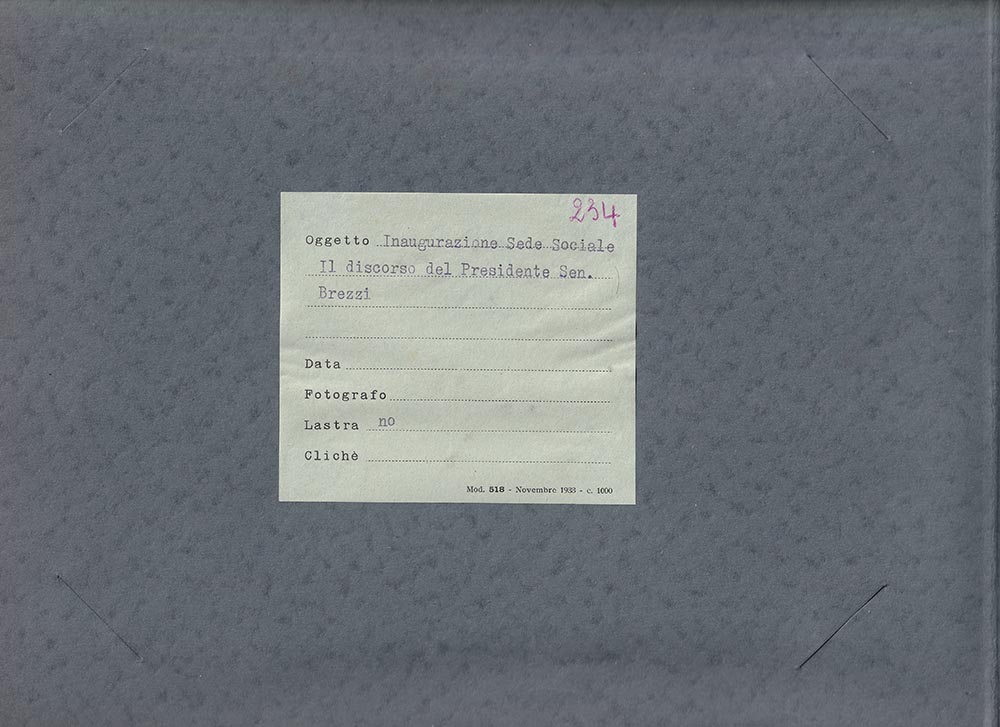 234
Oggetto Inaugurazione Sede Sociale
Il discorso del Presidente Sen.
Brezzi
Data
Fotografo
Lastra no
Clichè
Mod. 518 - Novembre 1933 - c. 1000